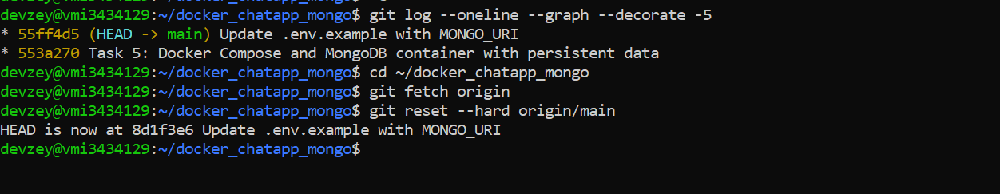 devzey@vmi3434129:~/docker_chatapp_mongo$ git log --oneline --graph --decorate -5
* 55ff4d5 (HEAD -> main) Update .env.example with MONGO_URI
* 553a270 Task 5: Docker Compose and MongoDB container with persistent data
devzey@vmi3434129:~/docker_chatapp_mongo$ cd ~/docker_chatapp_mongo
devzey@vmi3434129:~/docker_chatapp_mongo$ git fetch origin
devzey@vmi3434129:~/docker_chatapp_mongo$ git reset --hard origin/main
HEAD is now at 8d1f3e6 Update .env.example with MONGO_URI
devzey@vmi3434129:~/docker_chatapp_mongo$